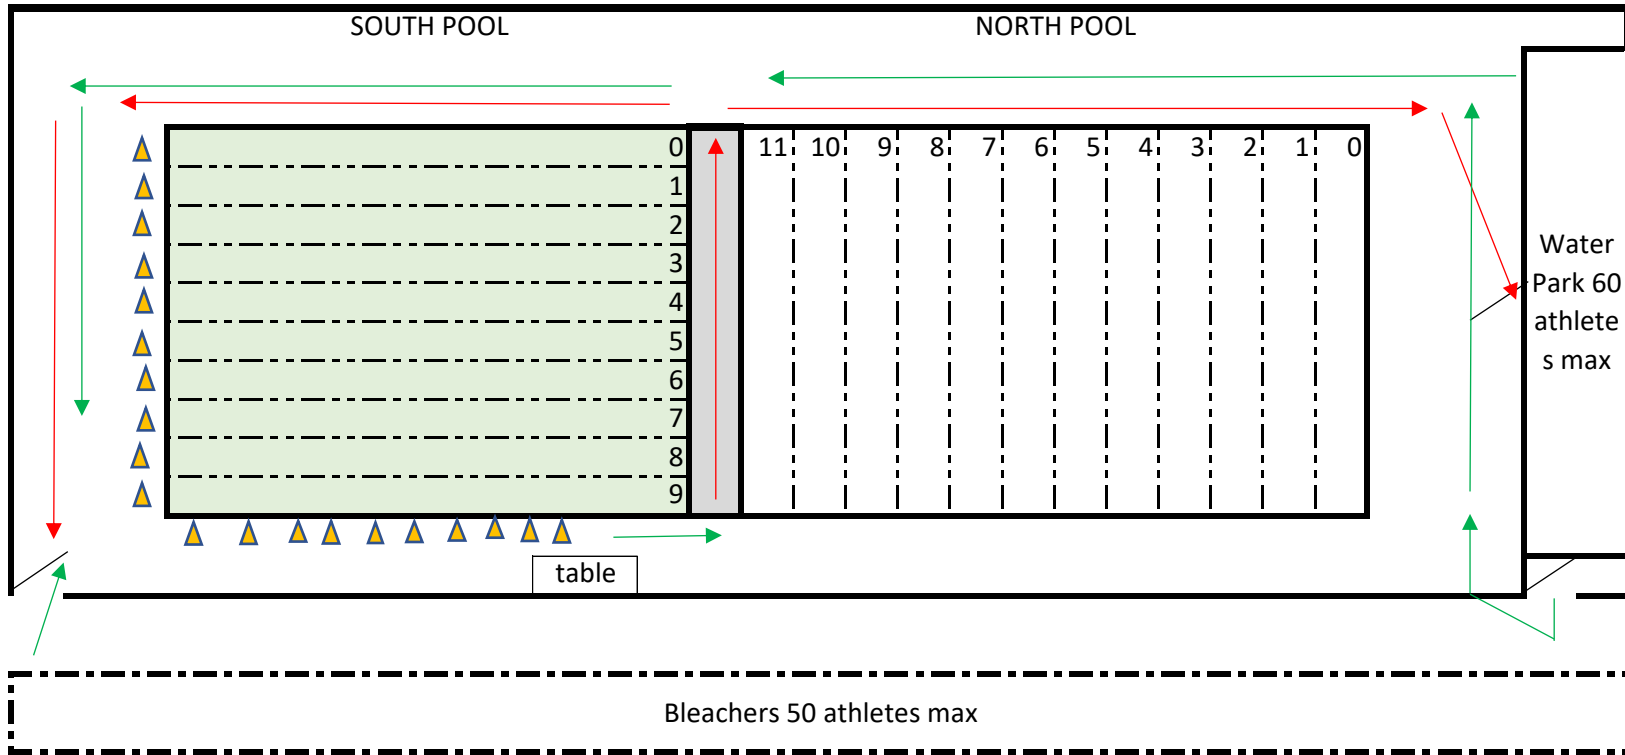 SOUTH POOL
NORTH POOL
0
1
2
3
4
5
6
7
8
9
11 10 9 8 7 6 5 4 3 2 1 0
Water
Park 60
athlete
s max
table
Bleachers 50 athletes max